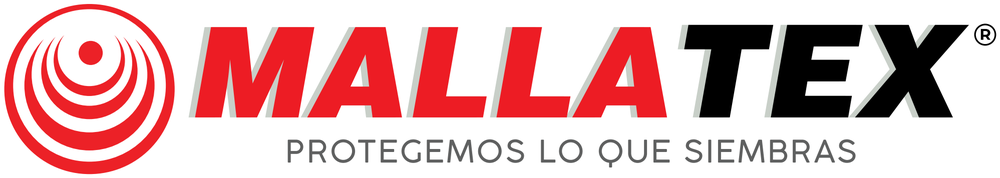 MALLATEX®
PROTEGEMOS LO QUE SIEMBRAS